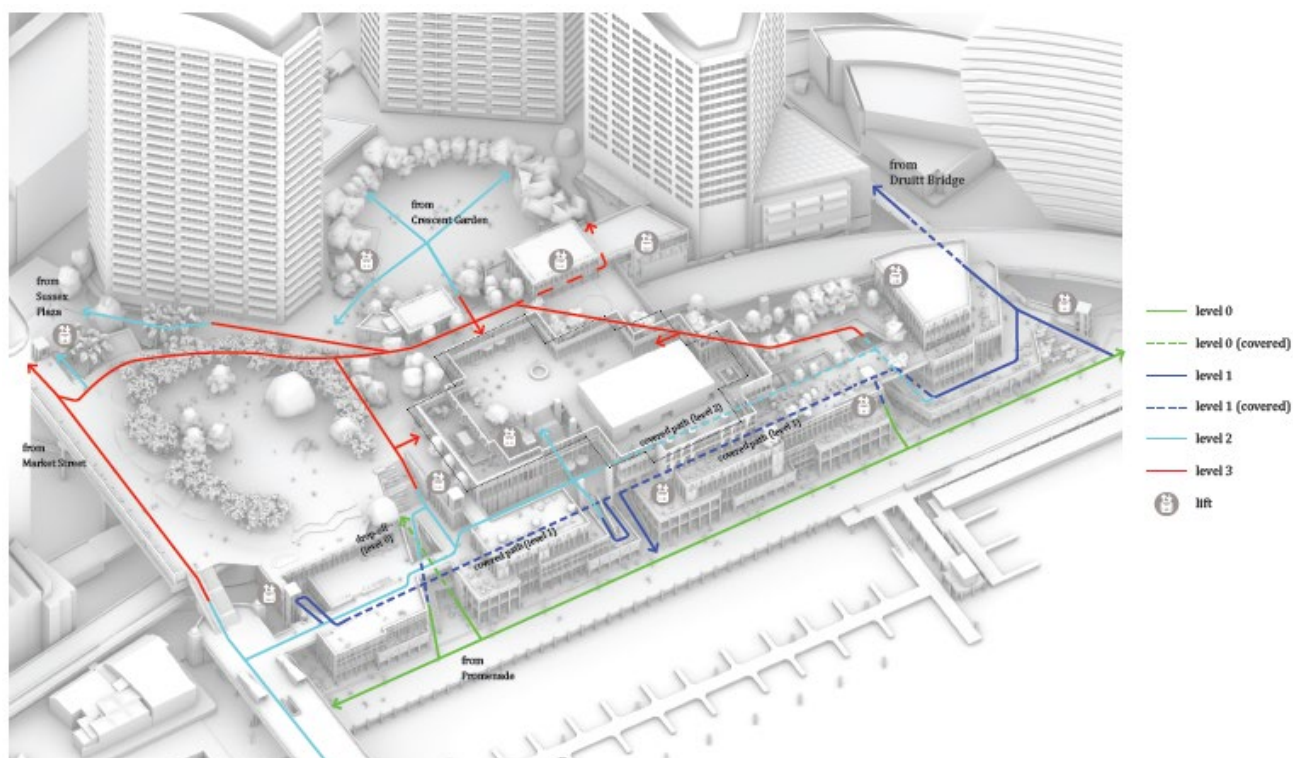 from
Druitt Bridge
from
Crescent Garden
from
Sussex
Plaza
from
Market Street
covered path (level 2)
covered path (level 1)
drop-off
(level 0)
covered path (level 1)
from
Promenade
level 0
level 0 (covered)
level 1
level 1 (covered)
level 2
level 3
lift